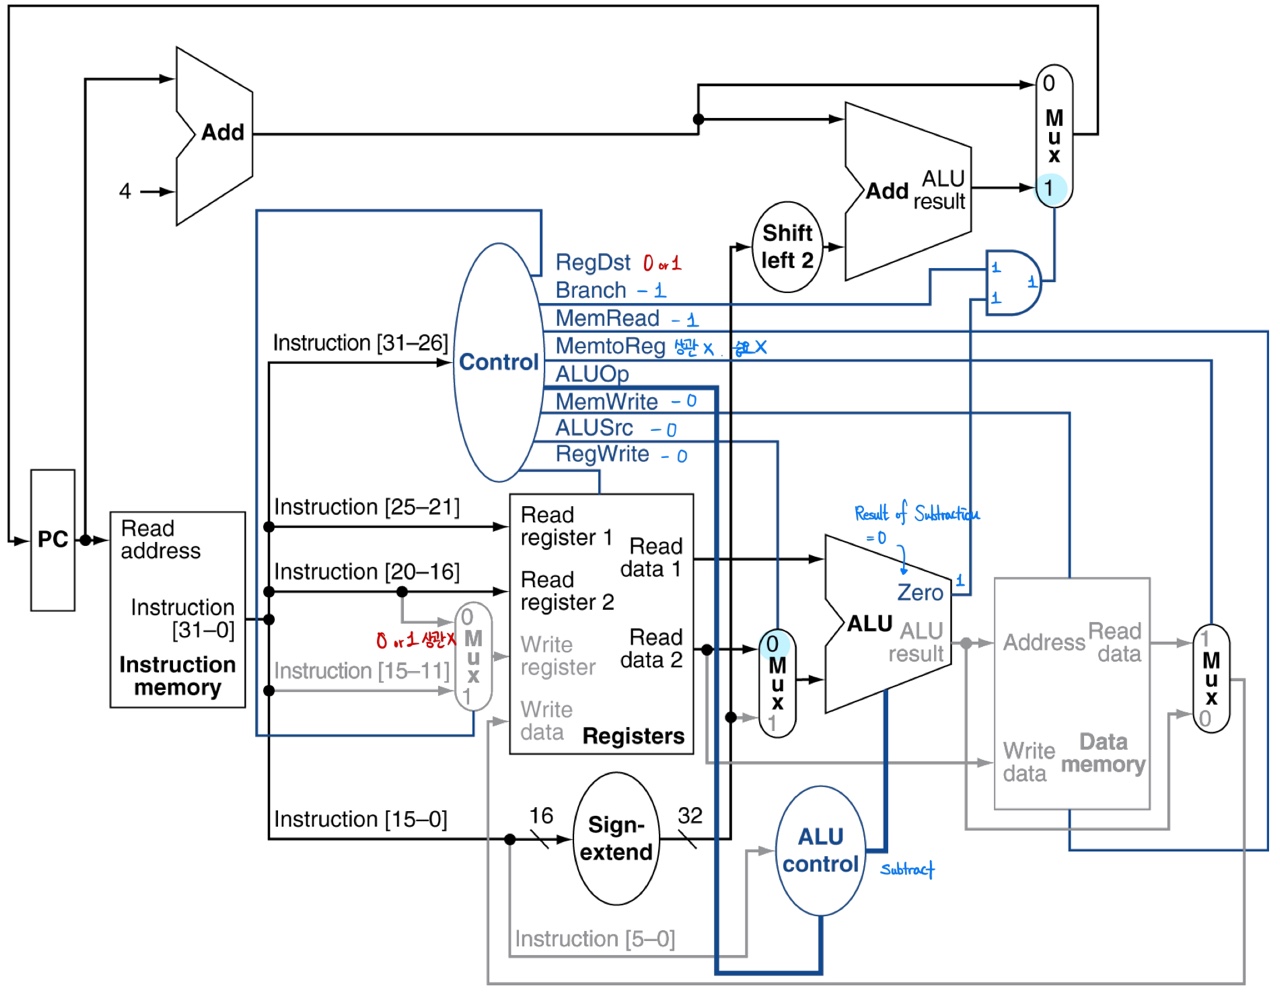 0
M
u
x
1
Add
4
Add
ALU
result
Shift
left 2
RegDst 0 or 1
Branch - 1
MemRead - 1
MemtoReg 상관 X.
ALUOp
MemWrite - 0
ALUSrc - 0
RegWrite - 0
1
1
1
Control
Instruction [31–26]
Instruction [25–21]
Instruction [20–16]
Instruction [15–11]
Instruction [15–0]
Instruction [5–0]
PC
Read
address
Instruction
[31–0]
Instruction
memory
0 or 1 상관X
0
M
u
x
1
Read
register 1
Read
register 2
Write
register
Write
data
Read
data 1
Read
data 2
Registers
0
M
u
x
1
Result of Subtraction
= 0
Zero
1
ALU
ALU
result
Address
Read
data
Write
data
Data
memory
1
M
u
x
0
16
Sign-
extend
32
ALU
control
Subtract